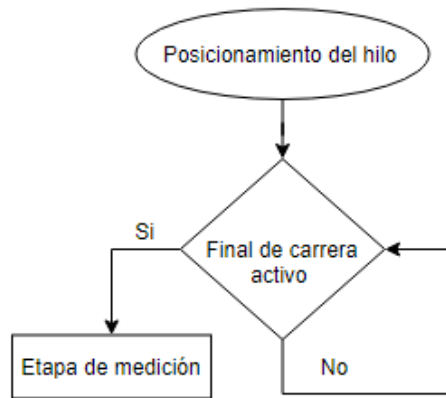 Posicionamiento del hilo
Si
Final de carrera
activo
Etapa de medición
No